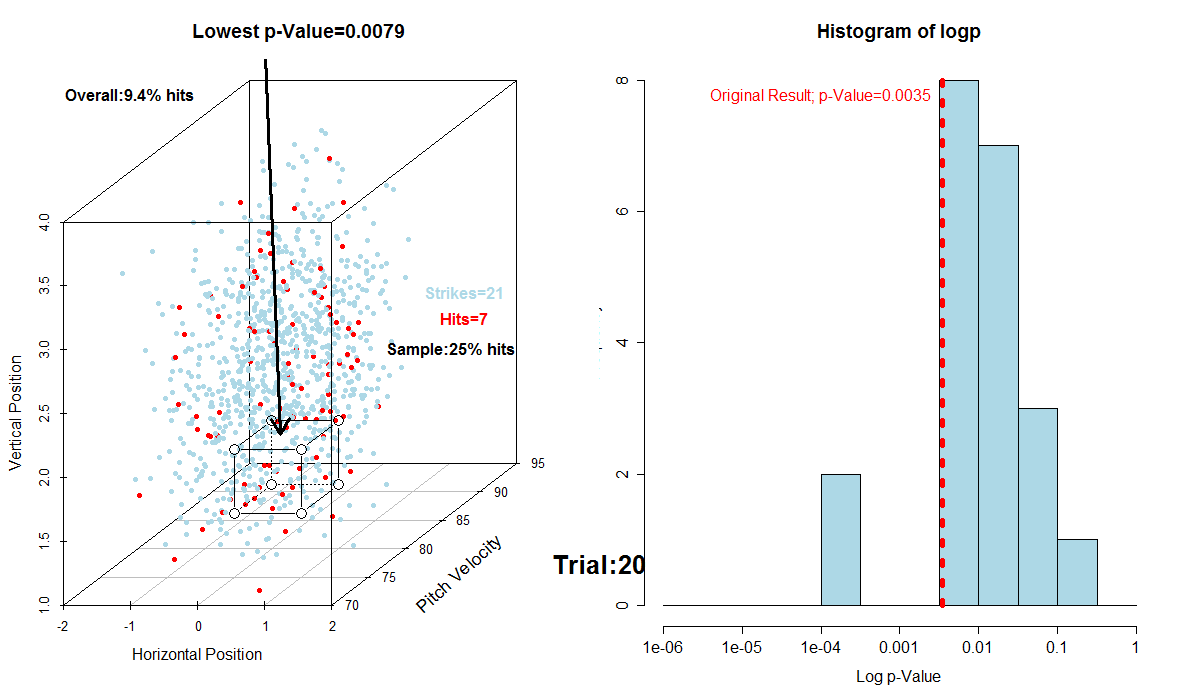 Lowest p-Value=0.0079
Overall:9.4% hits
Strikes=21
Hits=7
Sample:25% hits
Vertical Position
4.0
3.5
3.0
2.5
2.0
1.5
1.0
-2
-1
0
1
2
Horizontal Position
70
75
80
85
90
95
Pitch Velocity
Trial:20
Histogram of logp
Original Result; p-Value=0.0035
8
6
4
2
0
1e-06
1e-05
1e-04
0.001
0.01
0.1
1
Log p-Value